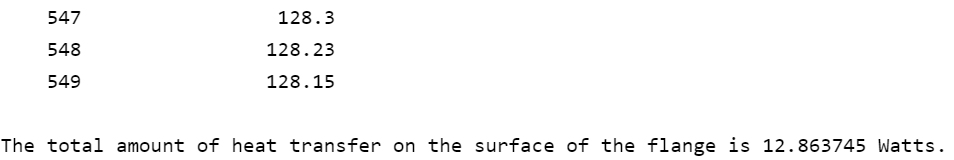 547 128.3
548 128.23
549 128.15
The total amount of heat transfer on the surface of the flange is 12.863745 Watts.